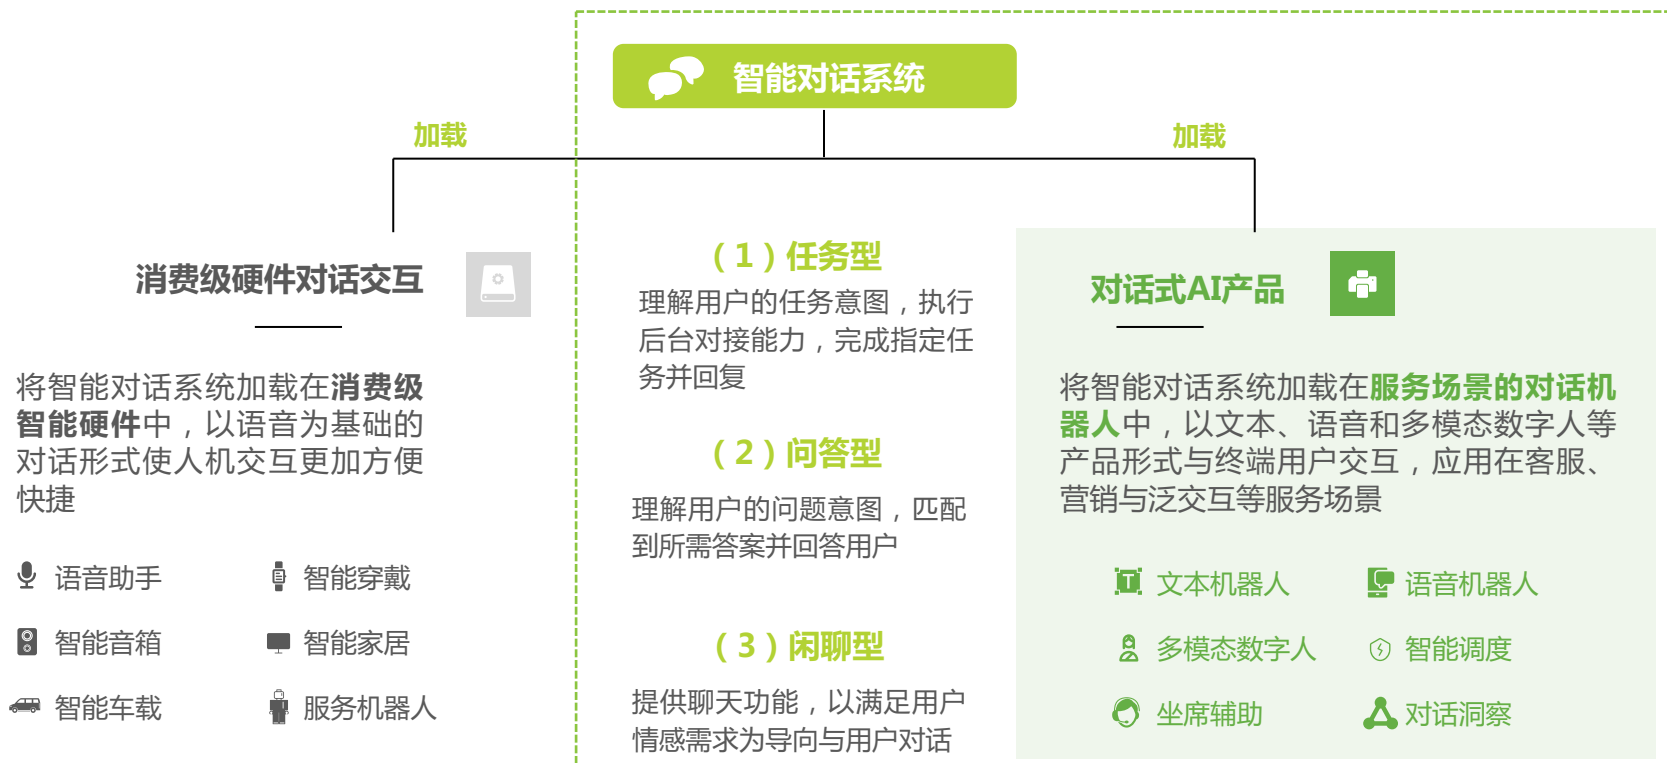 智能对话系统
加载
加载
消费级硬件对话交互
将智能对话系统加载在消费级
智能硬件中，以语音为基础的
对话形式使人机交互更加方便
快捷
语音助手
智能穿戴
智能音箱
智能家居
智能车载
服务机器人
（1）任务型
理解用户的任务意图，执行
后台对接能力，完成指定任
务并回复
（2）问答型
理解用户的问题意图，匹配
到所需答案并回答用户
（3）闲聊型
提供聊天功能，以满足用户
情感需求为导向与用户对话
对话式AI产品
将智能对话系统加载在服务场景的对话机
器人中，以文本、语音和多模态数字人等
产品形式与终端用户交互，应用在客服、
营销与泛交互等服务场景
文本机器人
语音机器人
多模态数字人
智能调度
坐席辅助
对话洞察